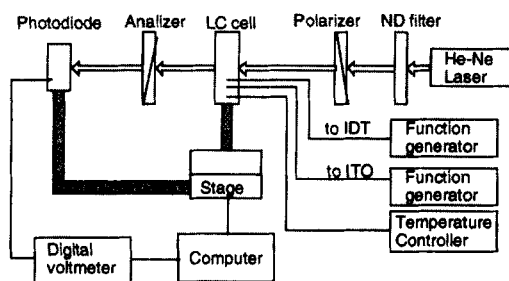 Photodiode
Analizer
LC cell
Polarizer
ND filter
He-Ne
Laser
to IDT
Function
generator
to ITO
Function
generator
Stage
Temperature
Controller
Digital
voltmeter
Computer